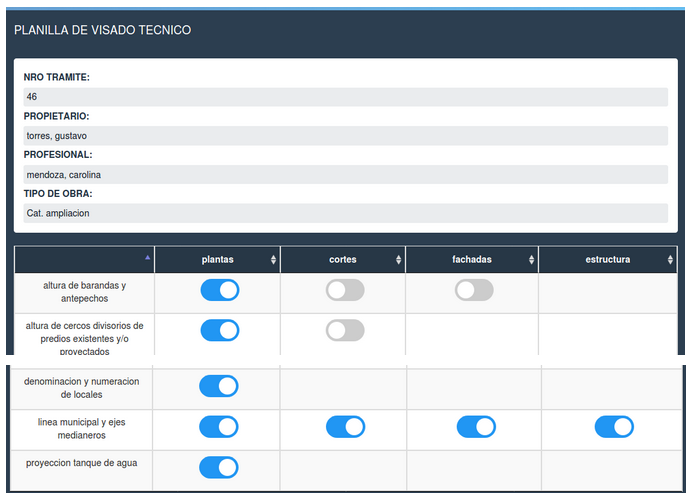 PLANILLA DE VISADO TECNICO
NRO TRAMITE:
46
PROPIETARIO:
torres, gustavo
PROFESIONAL:
mendoza, carolina
TIPO DE OBRA:
Cat. ampliacion
plantas cortes fachadas estructura
altura de barandas y
antepechos
altura de cercos divisorios de
predios existentes y/o
proyectados
denominacion y numeracion
de locales
linea municipal y ejes
medianeros
proyeccion tanque de agua